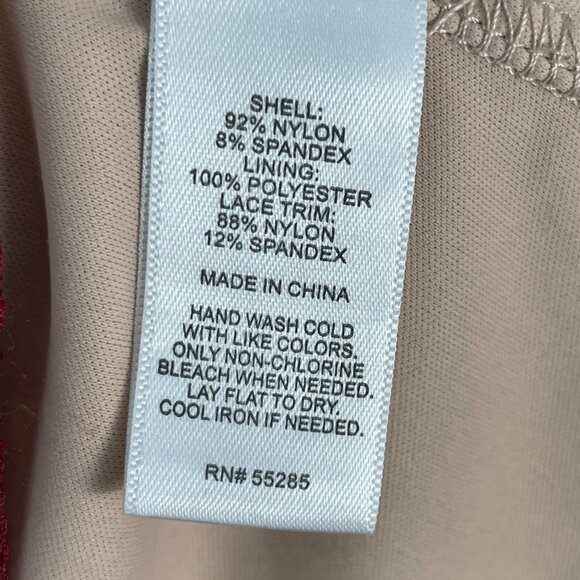 SHELL:
92% NYLON
8% SPANDEX
LINING:
100% POLYESTER
LACE TRIM:
88% NYLON
12% SPANDEX
MADE IN CHINA
HAND WASH COLD
WITH LIKE COLORS.
ONLY NON-CHLORINE
BLEACH WHEN NEEDED.
LAY FLAT TO DRY.
COOL IRON IF NEEDED.
RN# 55285